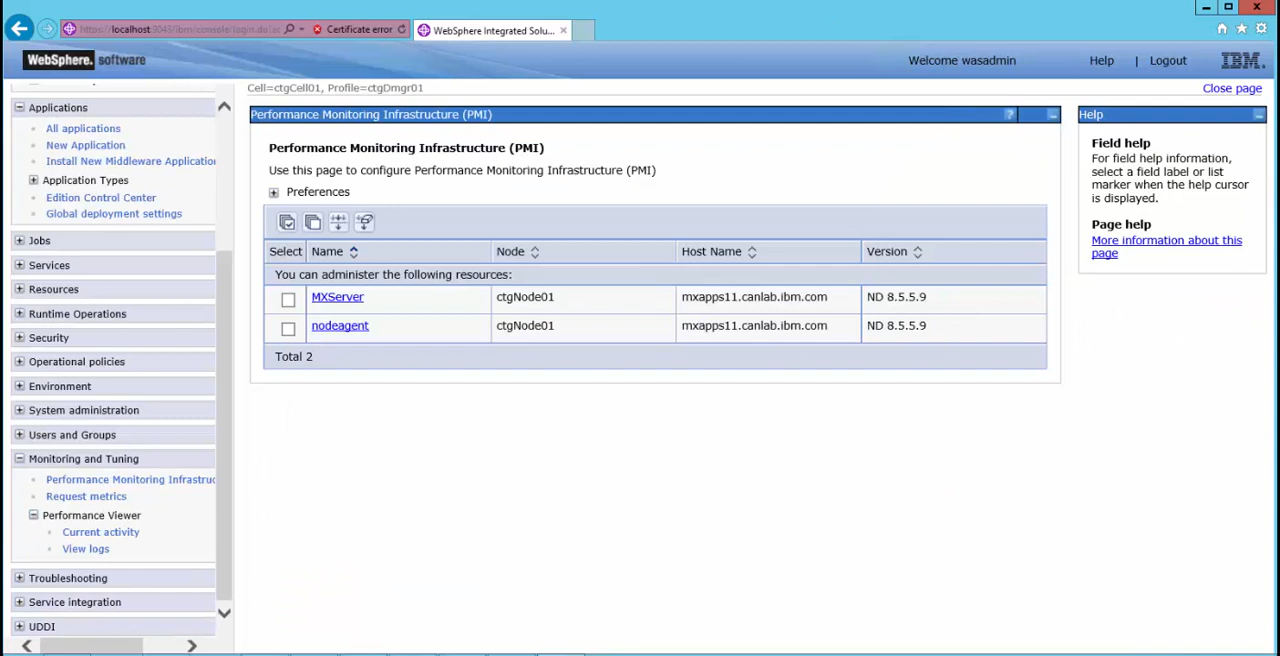 https://localhost:9043/ibm/console/login.do?ac
Certificate error
WebSphere Integrated Solu...
WebSphere. software
Welcome wasadmin
Help | Logout
IBM.
Cell=ctgCell01, Profile=ctgDmgr01
Close page
Applications
All applications
New Application
Install New Middleware Application
Application Types
Edition Control Center
Global deployment settings
Jobs
Services
Resources
Runtime Operations
Security
Operational policies
Environment
System administration
Users and Groups
Monitoring and Tuning
Performance Monitoring Infrastruc
Request metrics
Performance Viewer
Current activity
View logs
Troubleshooting
Service integration
UDDI
Performance Monitoring Infrastructure (PMI)
?
Performance Monitoring Infrastructure (PMI)
Use this page to configure Performance Monitoring Infrastructure (PMI)
Preferences
Select Name Node Host Name Version
You can administer the following resources:
MXServer ctgNode01 mxapps11.canlab.ibm.com ND 8.5.5.9
nodeagent ctgNode01 mxapps11.canlab.ibm.com ND 8.5.5.9
Total 2
Help
Field help
For field help information,
select a field label or list
marker when the help cursor
is displayed.
Page help
More information about this
page